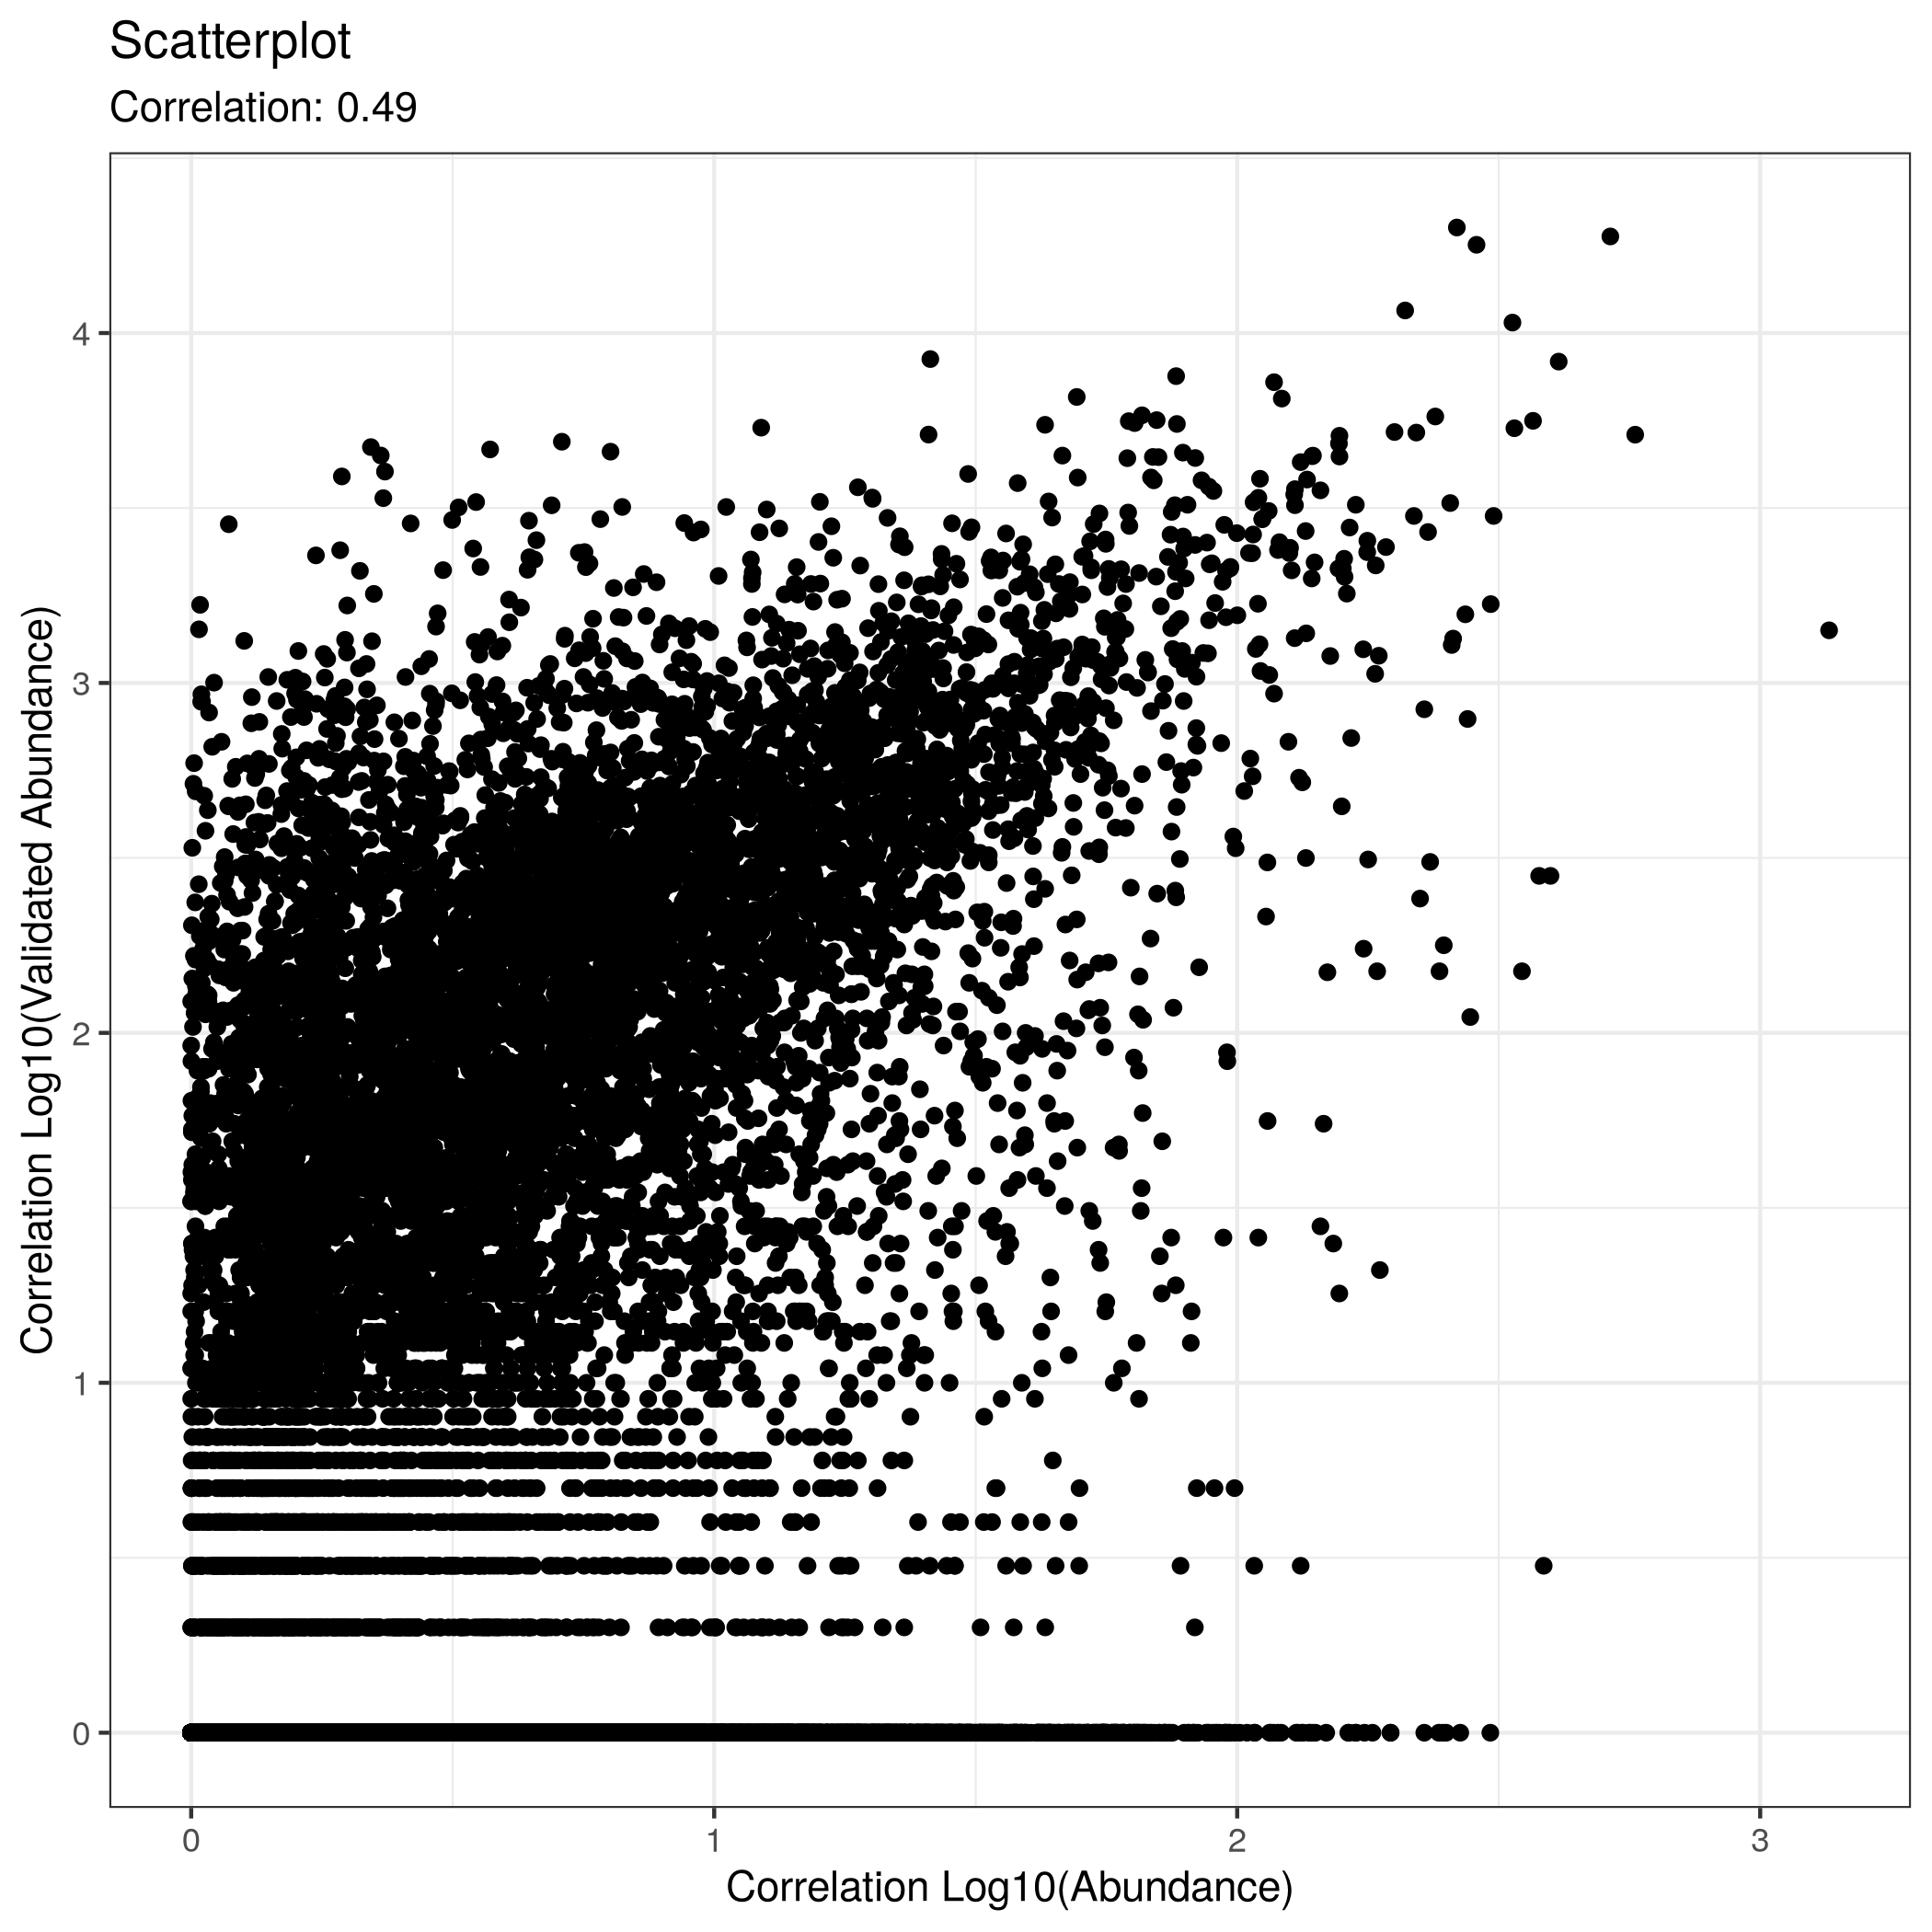 Scatterplot
Correlation: 0.49
Correlation Log10(Validated Abundance)
4
3
2
1
0
0 1 2 3
Correlation Log10(Abundance)